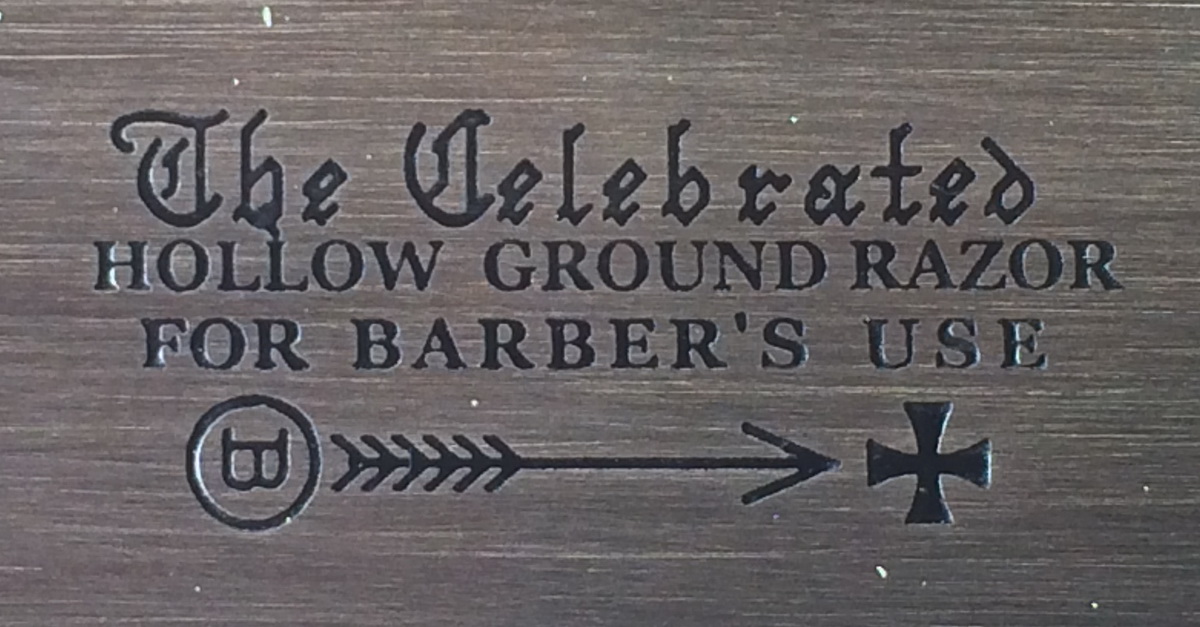 The Celebrated
HOLLOW GROUND RAZOR
FOR BARBER'S USE
B